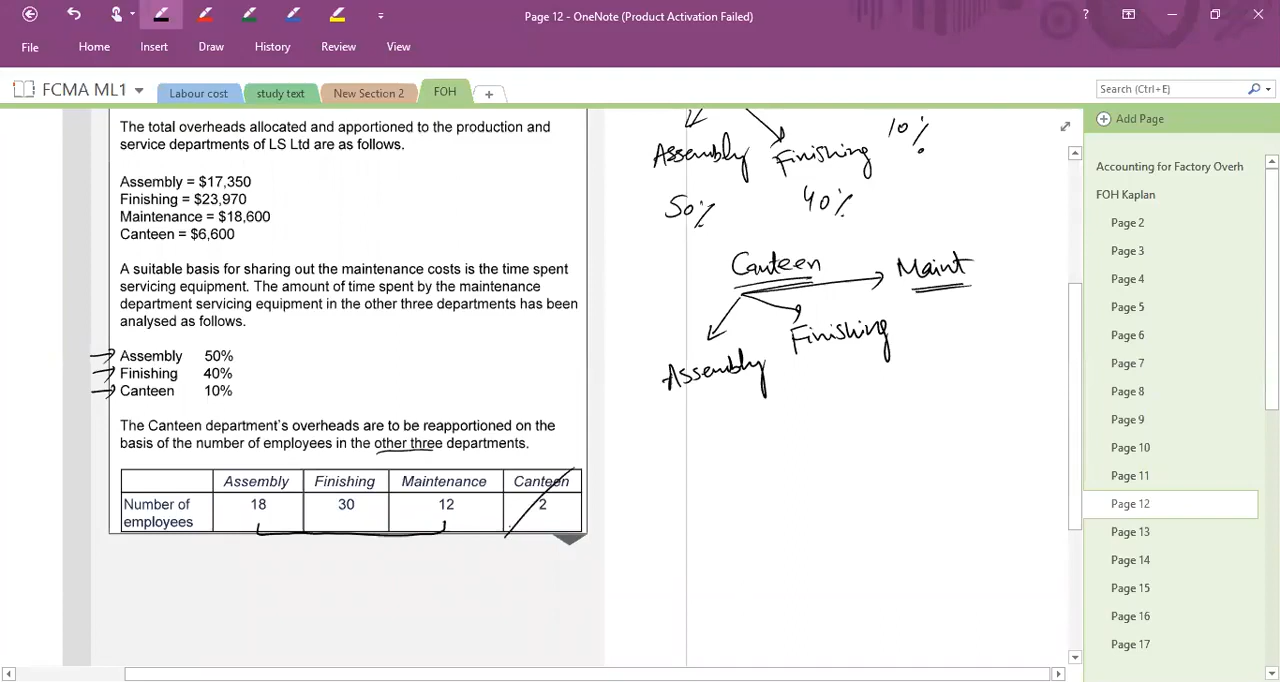 Page 12 - OneNote (Product Activation Failed)
?
File
Home
Insert
Draw
History
Review
View
FCMA ML1
Labour cost
study text
New Section 2
FOH
Search (Ctrl+E)
The total overheads allocated and apportioned to the production and
service departments of LS Ltd are as follows.
Assembly = $17,350
Finishing = $23,970
Maintenance = $18,600
Canteen = $6,600
A suitable basis for sharing out the maintenance costs is the time spent
servicing equipment. The amount of time spent by the maintenance
department servicing equipment in the other three departments has been
analysed as follows.
Assembly 50%
Finishing 40%
Canteen 10%
The Canteen department's overheads are to be reapportioned on the
basis of the number of employees in the other three departments.
Assembly Finishing Maintenance Canteen
Number of 18 30 12 2
employees
10%
Assembly Finishing
50% 40%
Canteen Maint
Finishing
Assembly
Add Page
Accounting for Factory Overh
FOH Kaplan
Page 2
Page 3
Page 4
Page 5
Page 6
Page 7
Page 8
Page 9
Page 10
Page 11
Page 12
Page 13
Page 14
Page 15
Page 16
Page 17